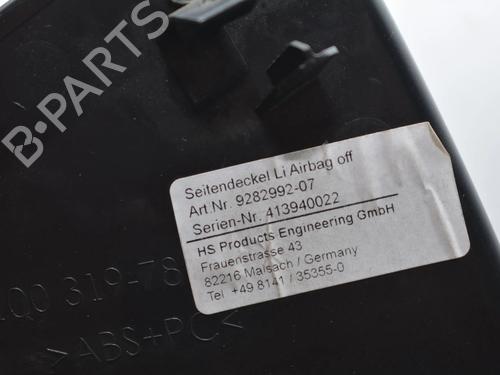 B-PARTS
Seitendeckel Li Airbag off
Art.Nr. 9282992-07
Serien-Nr. 413940022
HS Products Engineering GmbH
Frauenstrasse 43
82216 Maisach / Germany
Tel +49 8141 / 35355-0
>ABS+PC<